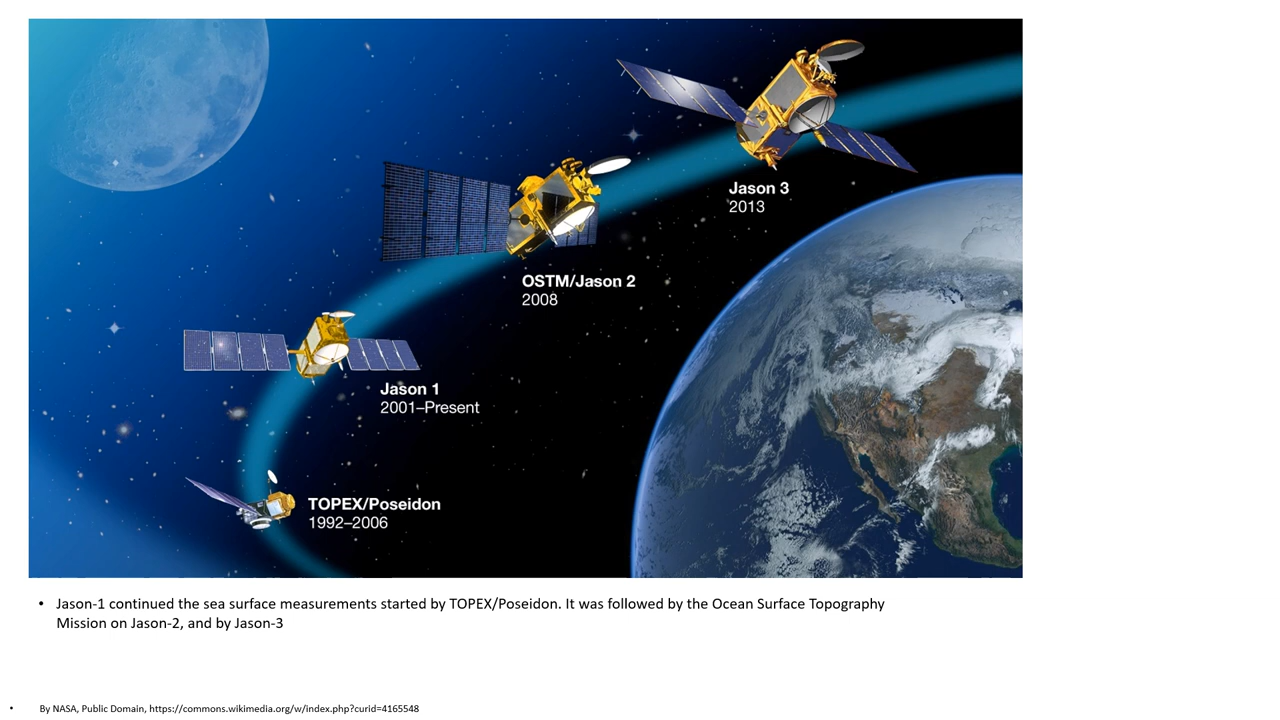 Jason 3
2013
OSTM/Jason 2
2008
Jason 1
2001–Present
TOPEX/Poseidon
1992–2006
• Jason-1 continued the sea surface measurements started by TOPEX/Poseidon. It was followed by the Ocean Surface Topography
Mission on Jason-2, and by Jason-3
• By NASA, Public Domain, https://commons.wikimedia.org/w/index.php?curid=4165548